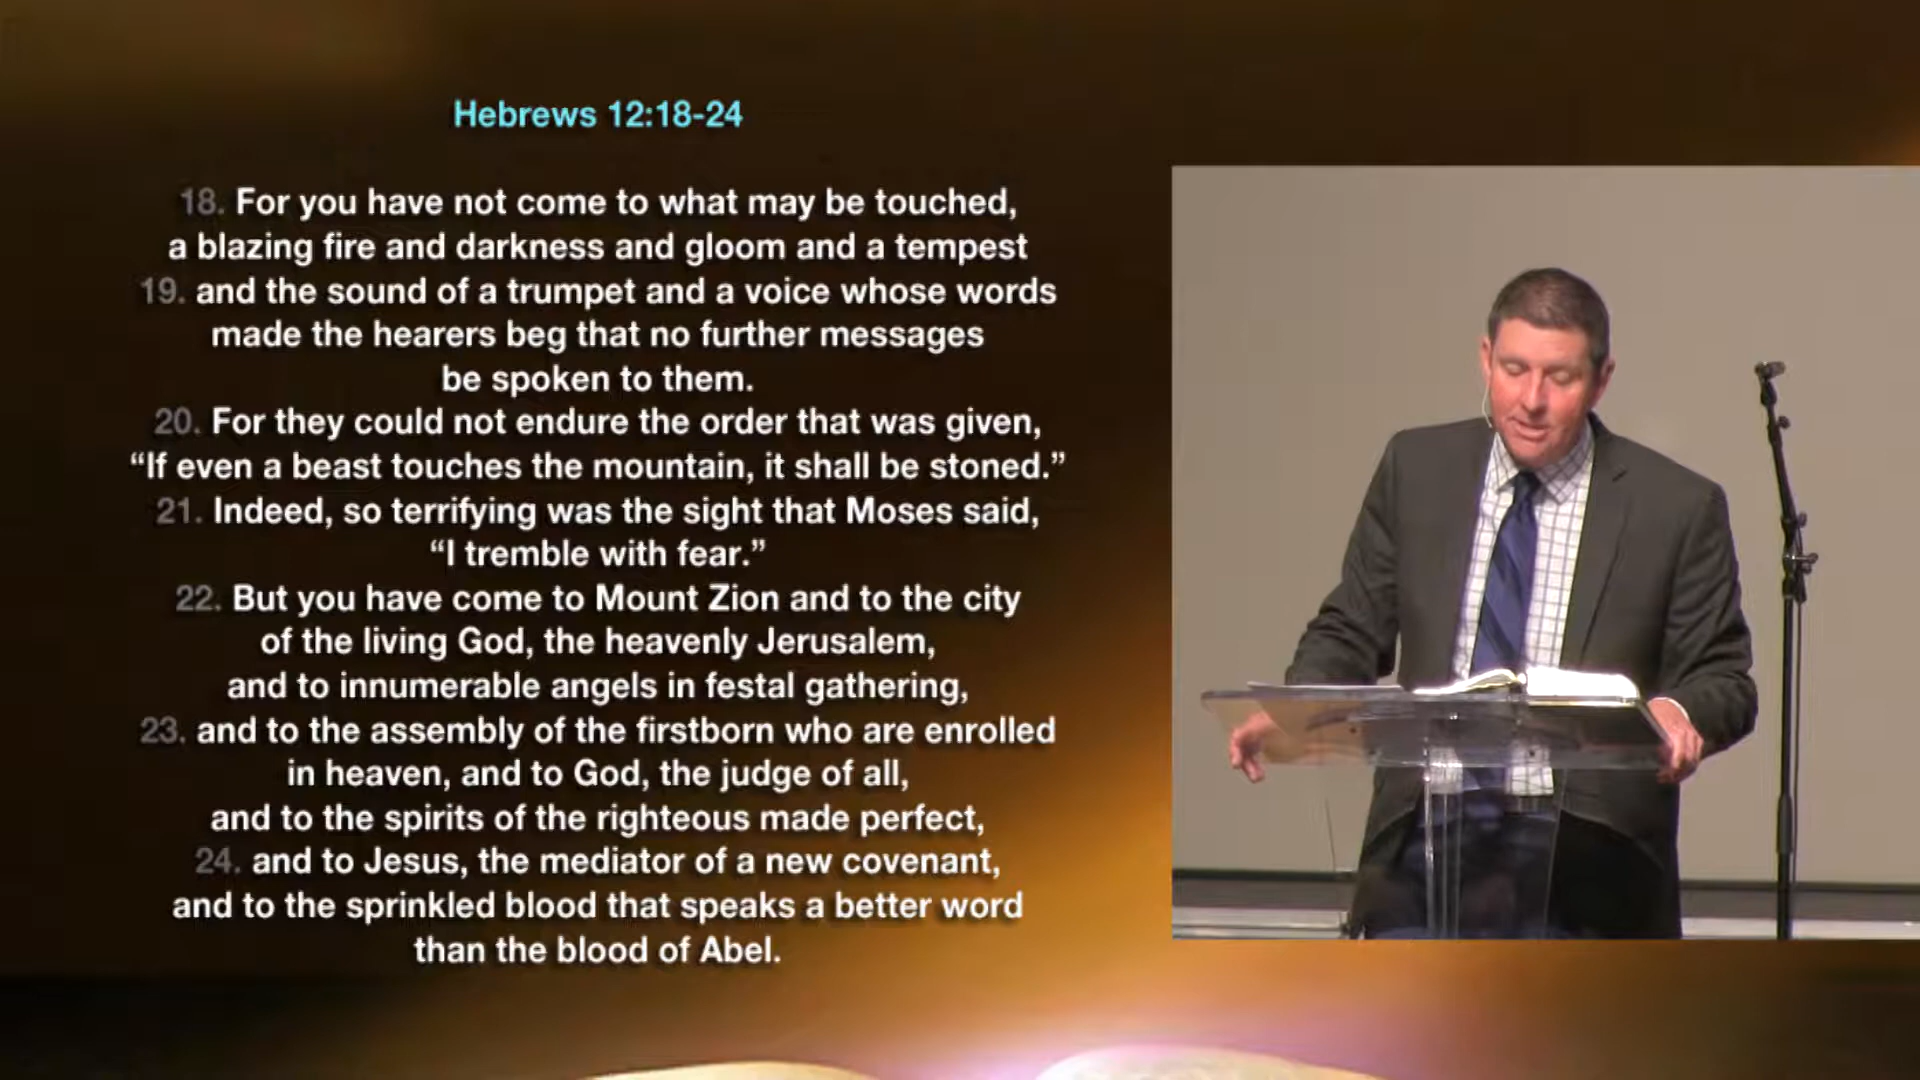 Hebrews 12:18-24
18. For you have not come to what may be touched,
a blazing fire and darkness and gloom and a tempest
19. and the sound of a trumpet and a voice whose words
made the hearers beg that no further messages
be spoken to them.
20. For they could not endure the order that was given,
“If even a beast touches the mountain, it shall be stoned.”
21. Indeed, so terrifying was the sight that Moses said,
“I tremble with fear.”
22. But you have come to Mount Zion and to the city
of the living God, the heavenly Jerusalem,
and to innumerable angels in festal gathering,
23. and to the assembly of the firstborn who are enrolled
in heaven, and to God, the judge of all,
and to the spirits of the righteous made perfect,
24. and to Jesus, the mediator of a new covenant,
and to the sprinkled blood that speaks a better word
than the blood of Abel.